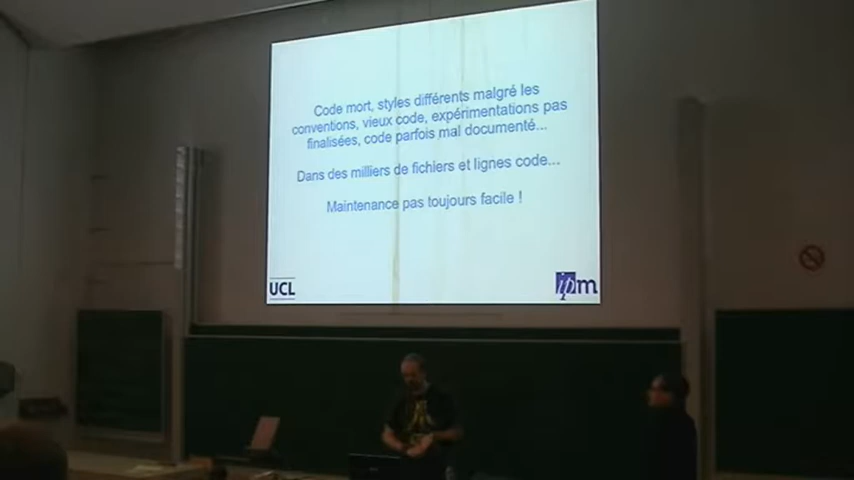 Code mort, styles différents malgré les
conventions, vieux code, expérimentations pas
finalisées, code parfois mal documenté...
Dans des milliers de fichiers et lignes code...
Maintenance pas toujours facile !
UCL
ipm